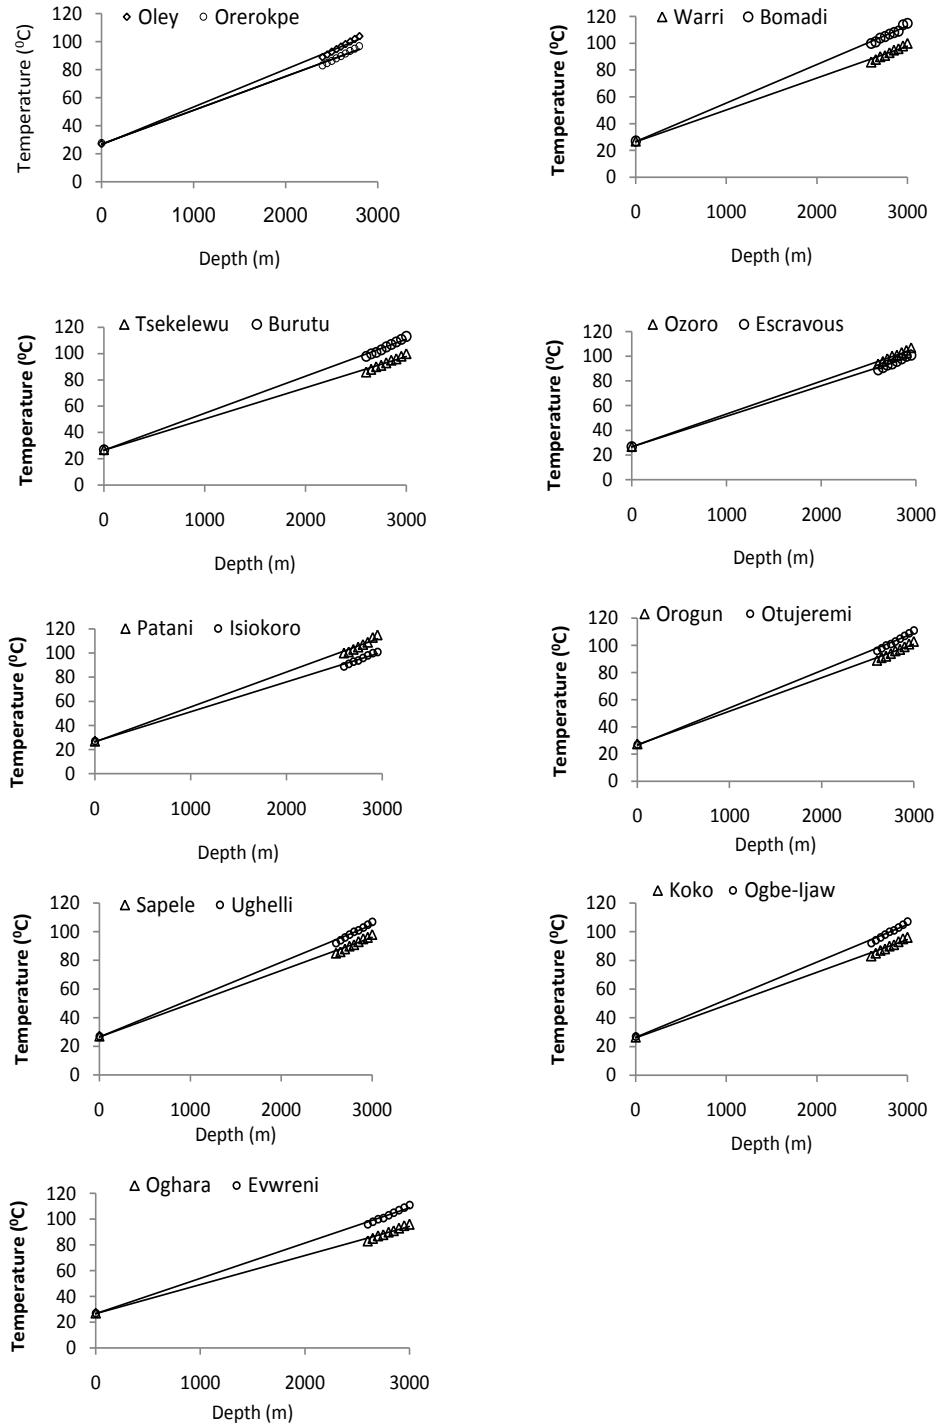 Oley Orerokpe
Temperature (⁰C)
120
100
80
60
40
20
0
0 1000 2000 3000
Depth (m)
Warri Bomadi
Temperature (⁰C)
120
100
80
60
40
20
0
0 1000 2000 3000
Depth (m)
Tsekelewu Burutu
Temperature (⁰C)
120
100
80
60
40
20
0
0 1000 2000 3000
Depth (m)
Ozoro Escravous
Temperature (⁰C)
120
100
80
60
40
20
0
0 1000 2000 3000
Depth (m)
Patani Isiokoro
Temperature (⁰C)
120
100
80
60
40
20
0
0 1000 2000 3000
Depth (m)
Orogun Otujeremi
Temperature (⁰C)
120
100
80
60
40
20
0
0 1000 2000 3000
Depth (m)
Sapele Ughelli
Temperature (⁰C)
120
100
80
60
40
20
0
0 1000 2000 3000
Depth (m)
Koko Ogbe-Ijaw
Temperature (⁰C)
120
100
80
60
40
20
0
0 1000 2000 3000
Depth (m)
Oghara Evwreni
Temperature (⁰C)
120
100
80
60
40
20
0
0 1000 2000 3000
Depth (m)